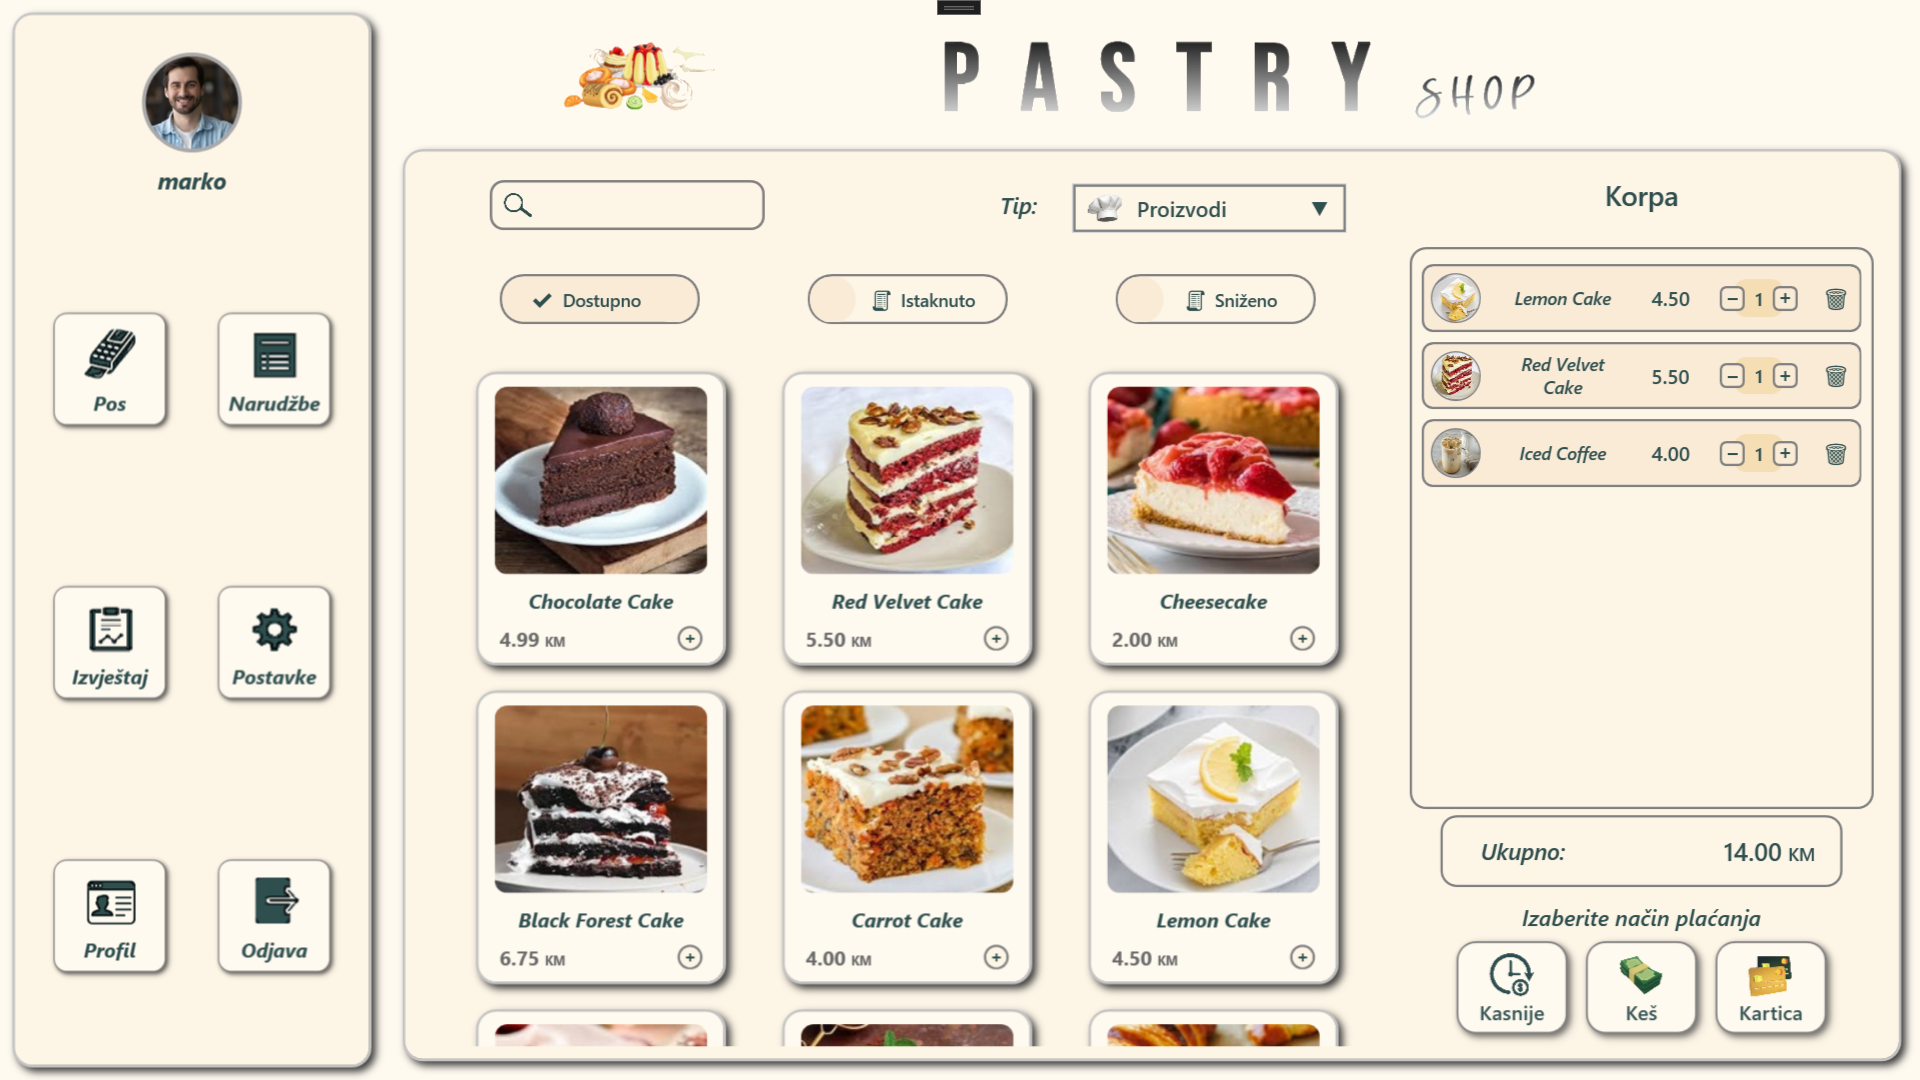 marko
Pos
Narudžbe
Izvještaj
Postavke
Profil
Odjava
PASTRY SHOP
Tip:
Proizvodi
Dostupno
Istaknuto
Sniženo
Chocolate Cake
4.99 KM
Red Velvet Cake
5.50 KM
Cheesecake
2.00 KM
Black Forest Cake
6.75 KM
Carrot Cake
4.00 KM
Lemon Cake
4.50 KM
Korpa
Lemon Cake 4.50 − 1 +
Red Velvet
Cake
5.50 − 1 +
Iced Coffee 4.00 − 1 +
Ukupno: 14.00 KM
Izaberite način plaćanja
Kasnije
Keš
Kartica